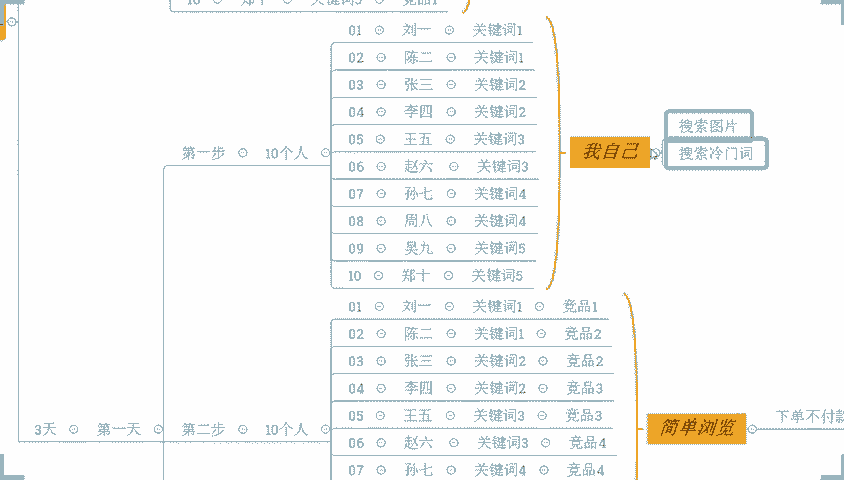 10 郑十 关键词5 竞品1
01 刘一 关键词1
02 陈二 关键词1
03 张三 关键词2
04 李四 关键词2
05 王五 关键词3
06 赵六 关键词3
07 孙七 关键词4
08 周八 关键词4
09 吴九 关键词5
10 郑十 关键词5
第一步 10个人
我自己
搜索图片
搜索冷门词
01 刘一 关键词1 竞品1
02 陈二 关键词1 竞品2
03 张三 关键词2 竞品2
04 李四 关键词2 竞品3
05 王五 关键词3 竞品3
06 赵六 关键词3 竞品4
07 孙七 关键词4 竞品4
3天 第一天 第二步 10个人
简单浏览
下单不付款